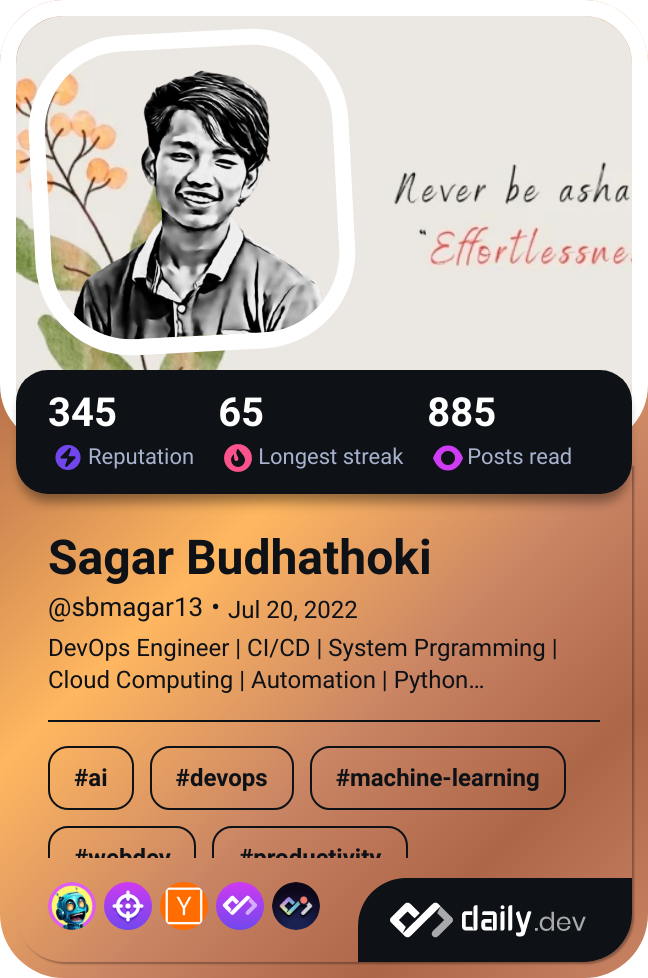 Never be asha
"Effortlessne
345 65 885
Reputation Longest streak Posts read
Sagar Budhathoki
@sbmagar13 • Jul 20, 2022
DevOps Engineer | CI/CD | System Prgramming |
Cloud Computing | Automation | Python...
#ai #devops #machine-learning
#webdev #productivity
Y
daily.dev